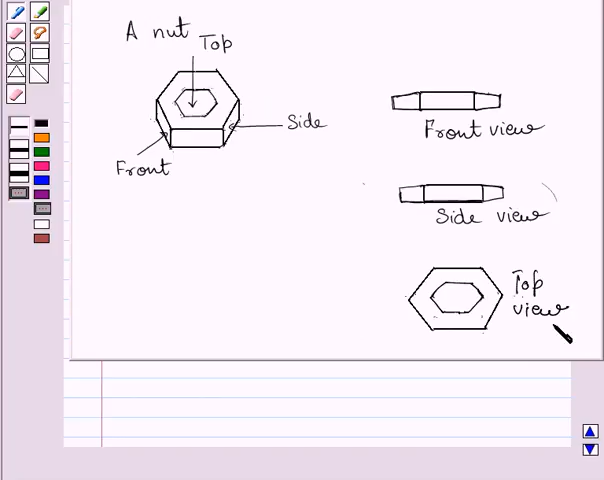 A nut
Top
Side
Front
Front view
Side view
Top
view